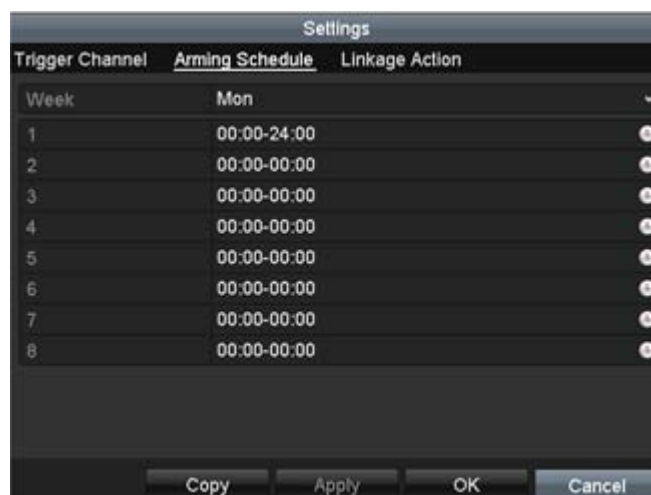 Settings
Trigger Channel Arming Schedule Linkage Action
Week Mon
1 00:00-24:00
2 00:00-00:00
3 00:00-00:00
4 00:00-00:00
5 00:00-00:00
6 00:00-00:00
7 00:00-00:00
8 00:00-00:00
Copy Apply OK Cancel